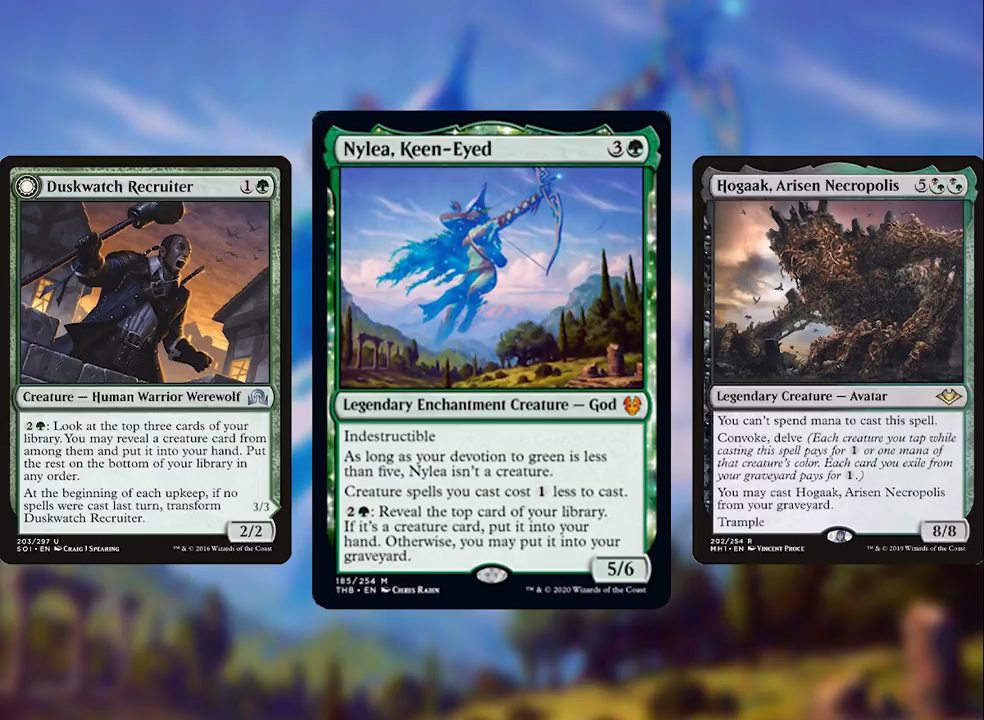 Duskwatch Recruiter 1
Creature — Human Warrior Werewolf
2: Look at the top three cards of your
library. You may reveal a creature card from
among them and put it into your hand. Put
the rest on the bottom of your library in
any order.
At the beginning of each upkeep, if no
spells were cast last turn, transform
Duskwatch Recruiter.
3/3
2/2
203/297 U
SOI • EN Craig J Spearing
™ & © 2016 Wizards of the Coast
Nylea, Keen-Eyed 3
Legendary Enchantment Creature — God
Indestructible
As long as your devotion to green is less
than five, Nylea isn't a creature.
Creature spells you cast cost 1 less to cast.
2: Reveal the top card of your library.
If it's a creature card, put it into your
hand. Otherwise, you may put it into your
graveyard.
5/6
185/254 M
THB • EN Chris Rahn
™ & © 2020 Wizards of the Coast
Hogaak, Arisen Necropolis 5
Legendary Creature — Avatar
You can't spend mana to cast this spell.
Convoke, delve (Each creature you tap while
casting this spell pays for 1 or one mana of
that creature's color. Each card you exile from
your graveyard pays for 1.)
You may cast Hogaak, Arisen Necropolis
from your graveyard.
Trample
8/8
202/254 R
MH1 • EN Vincent Proce
™ & © 2019 Wizards of the Coast